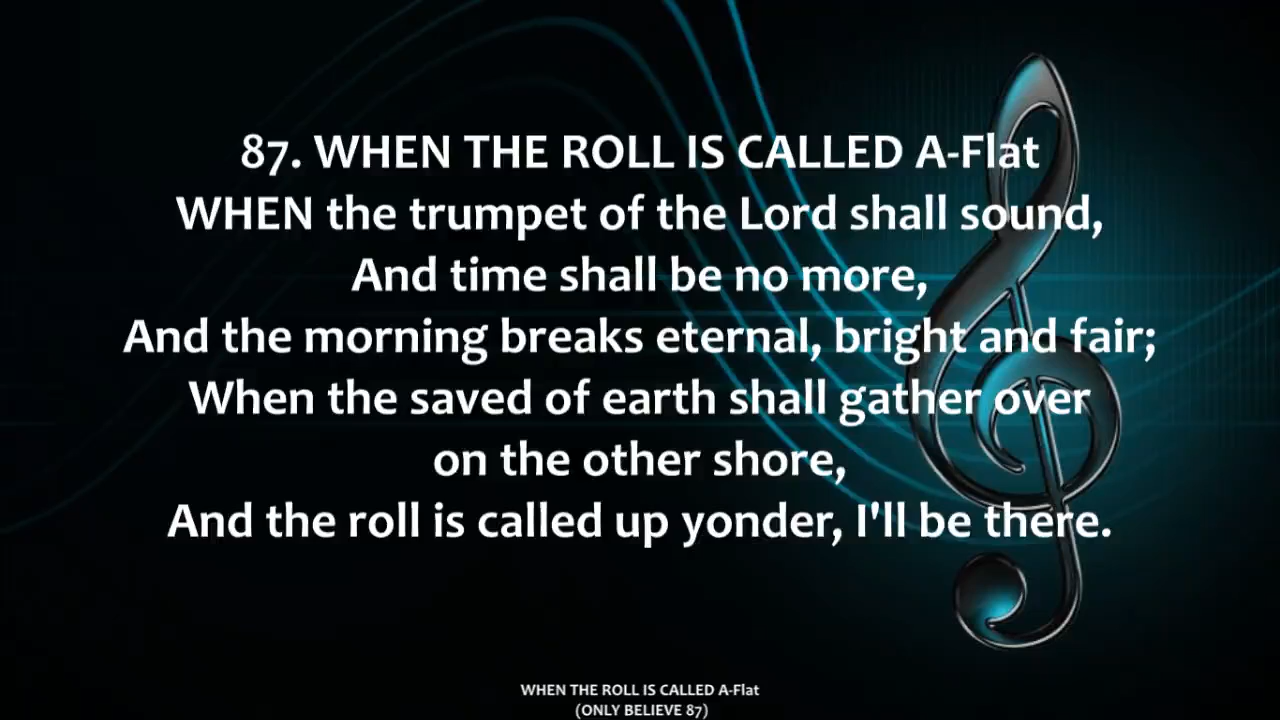 87. WHEN THE ROLL IS CALLED A-Flat
WHEN the trumpet of the Lord shall sound,
And time shall be no more,
And the morning breaks eternal, bright and fair;
When the saved of earth shall gather over
on the other shore,
And the roll is called up yonder, I'll be there.
WHEN THE ROLL IS CALLED A-Flat
(ONLY BELIEVE 87)